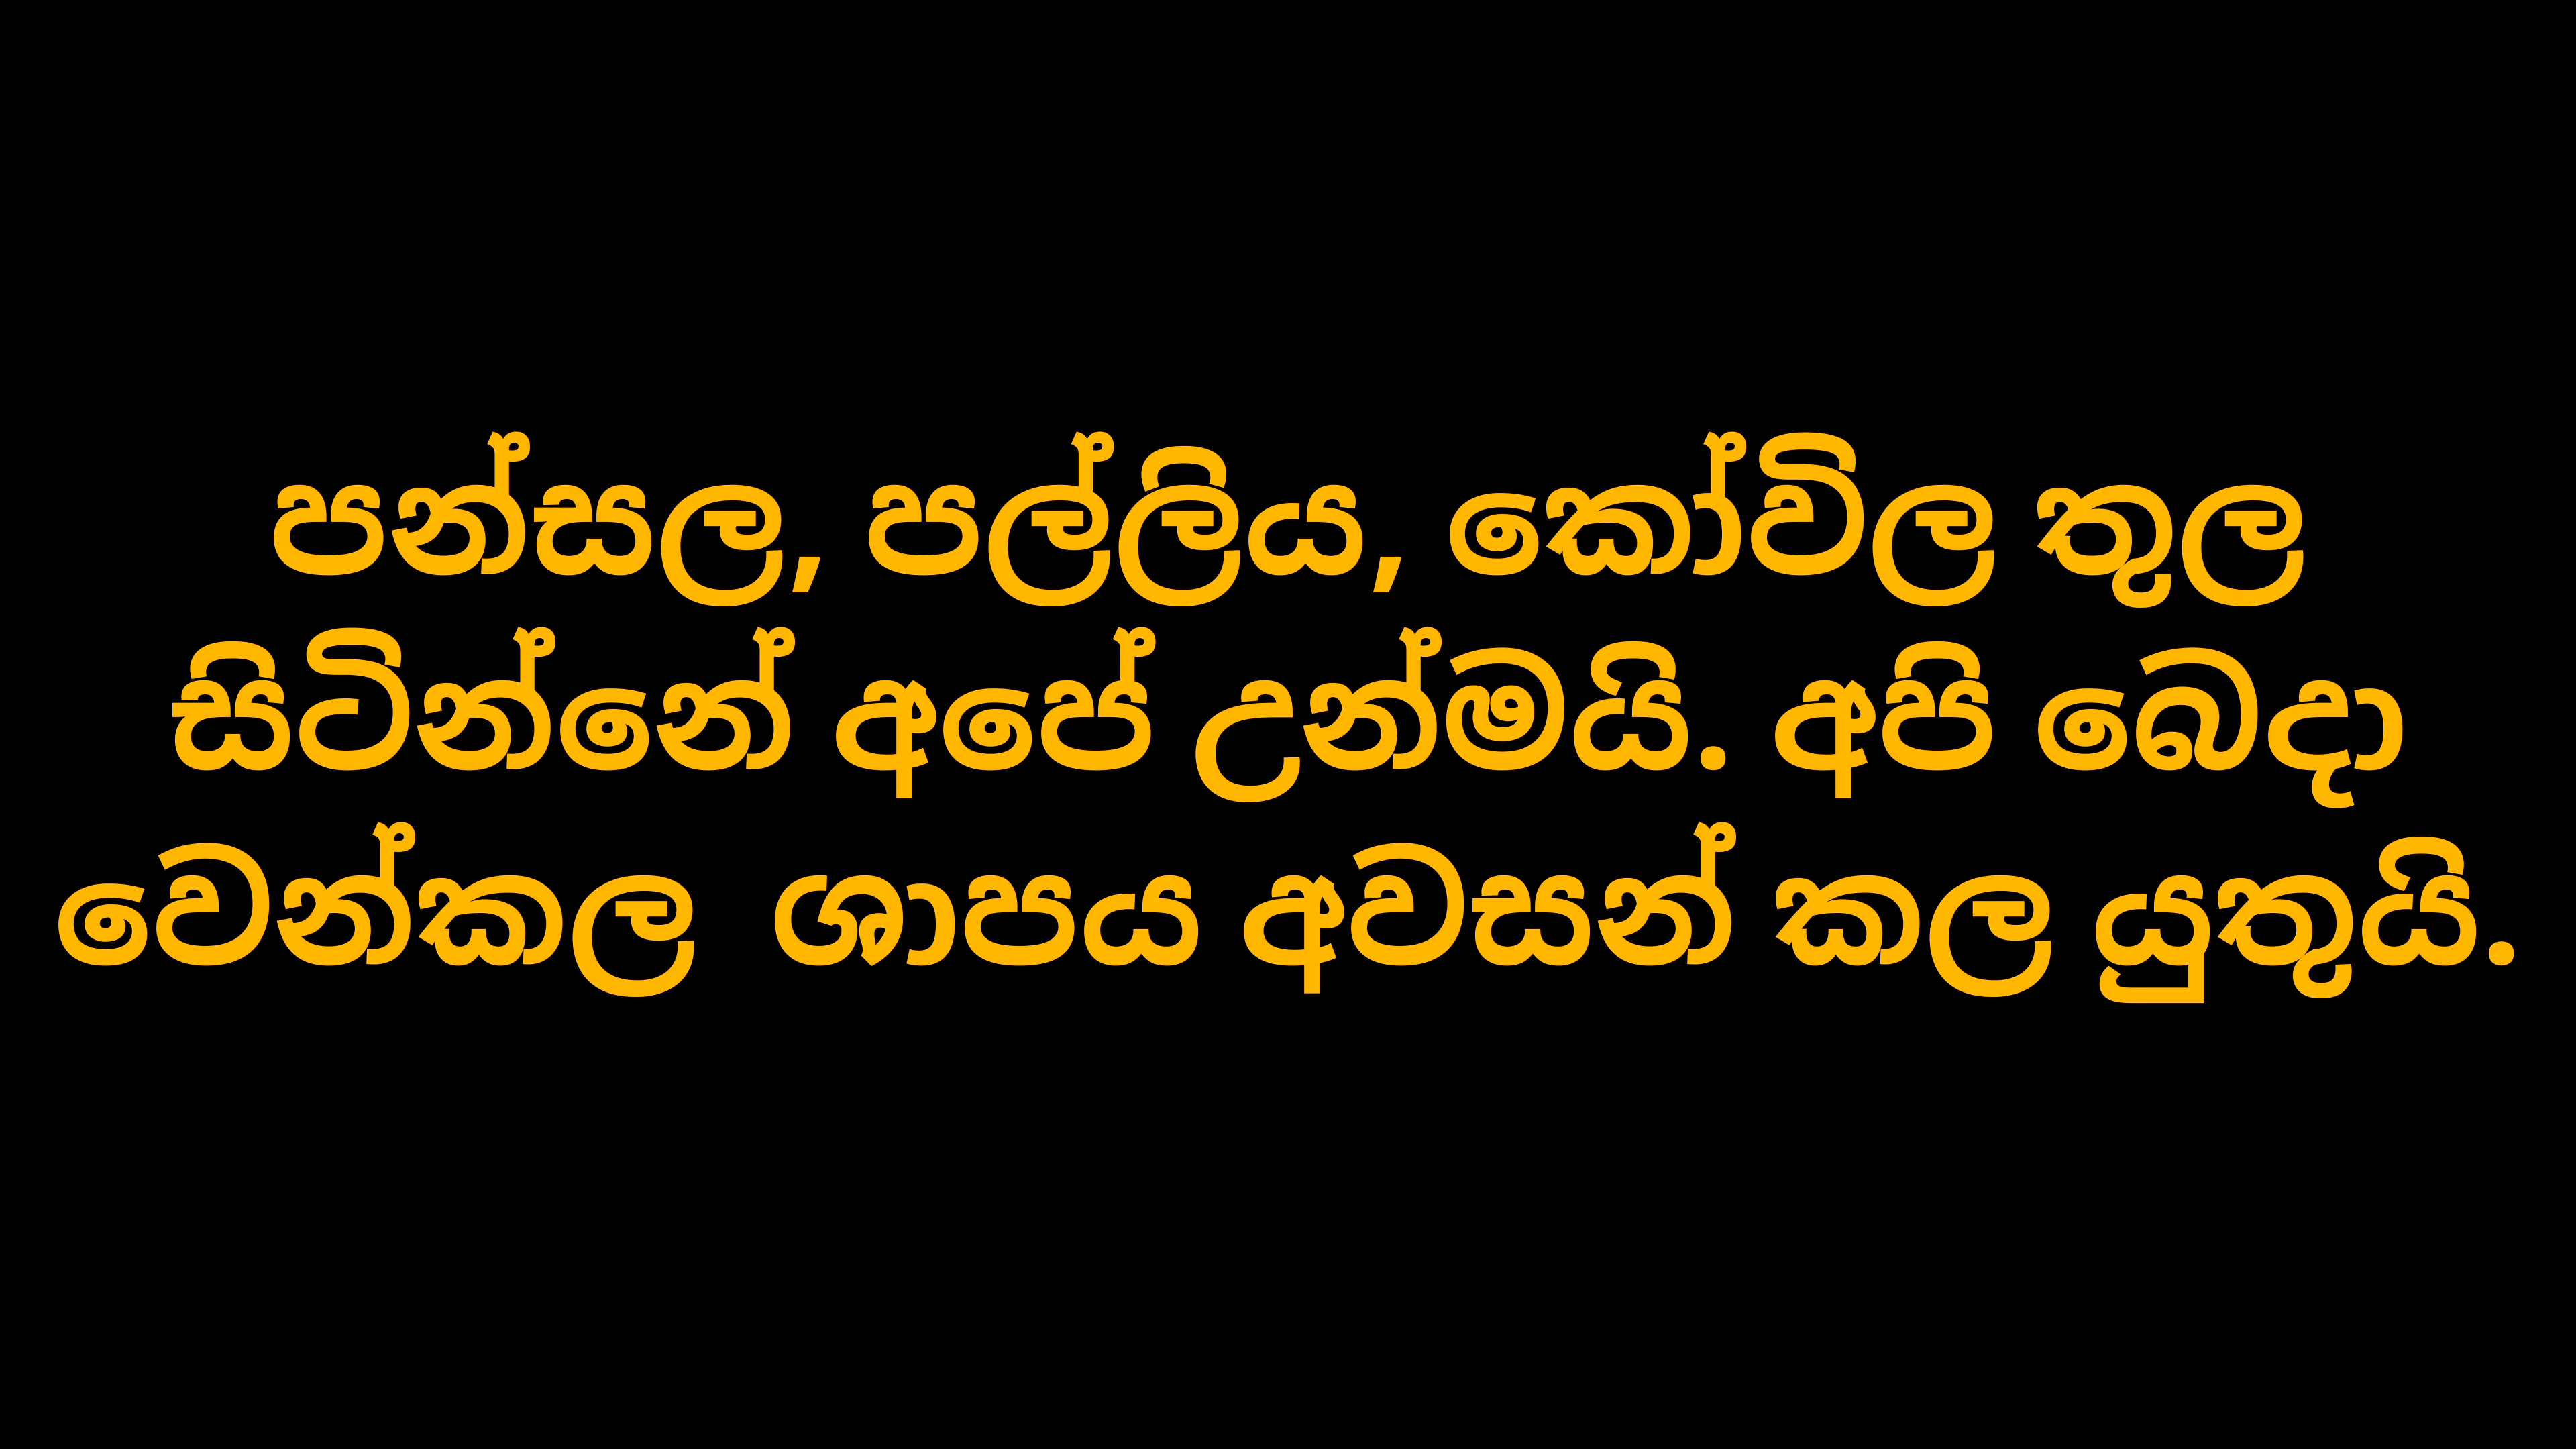 පන්සල, පල්ලිය, කෝවිල තුල
සිටින්නේ අපේ උන්මයි. අපි බෙදා
වෙන්කල  ශාපය අවසන් කල යුතුයි.